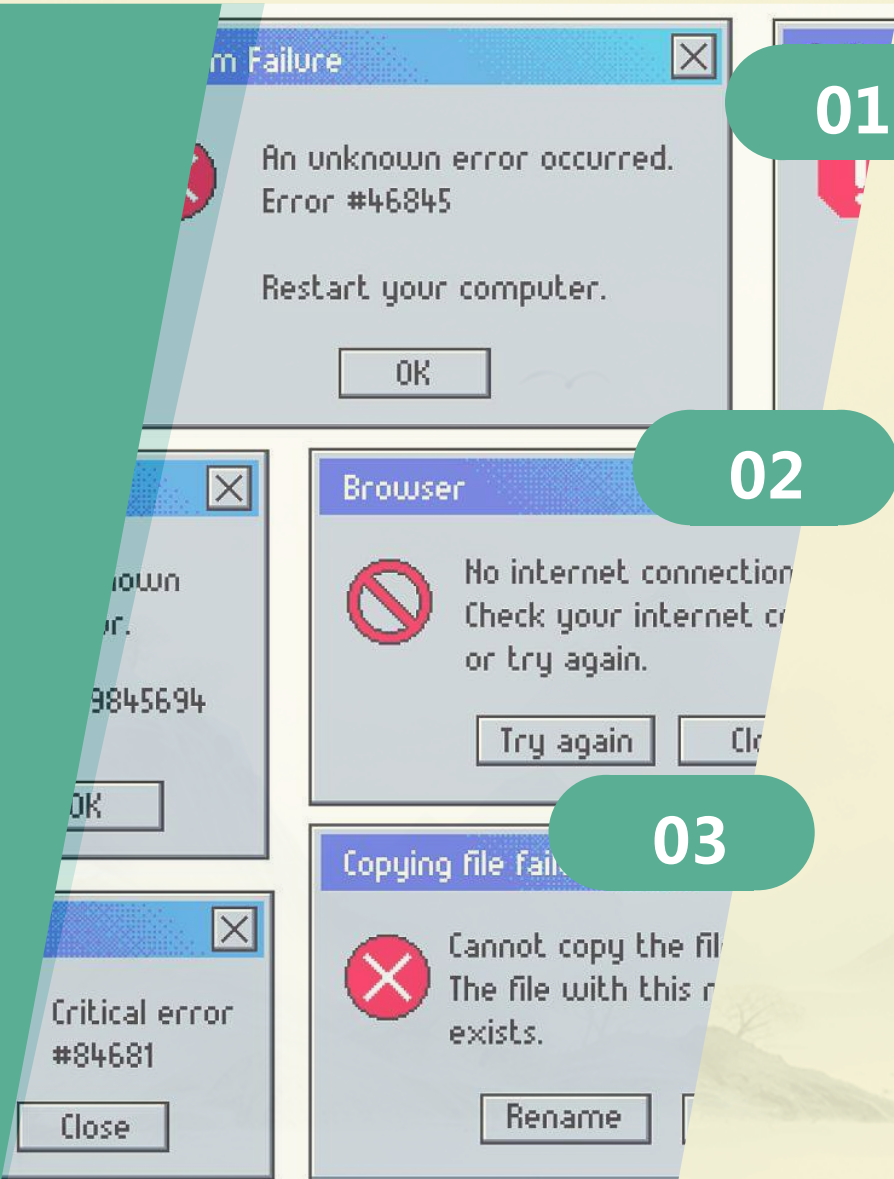 m Failure
An unknown error occurred.
Error #46845
Restart your computer.
OK
01
nown
or.
9845694
OK
Browser
02
No internet connection
Check your internet
or try again.
Try again
Critical error
#84681
Close
Copying file
03
Cannot copy the
The file with this
exists.
Rename